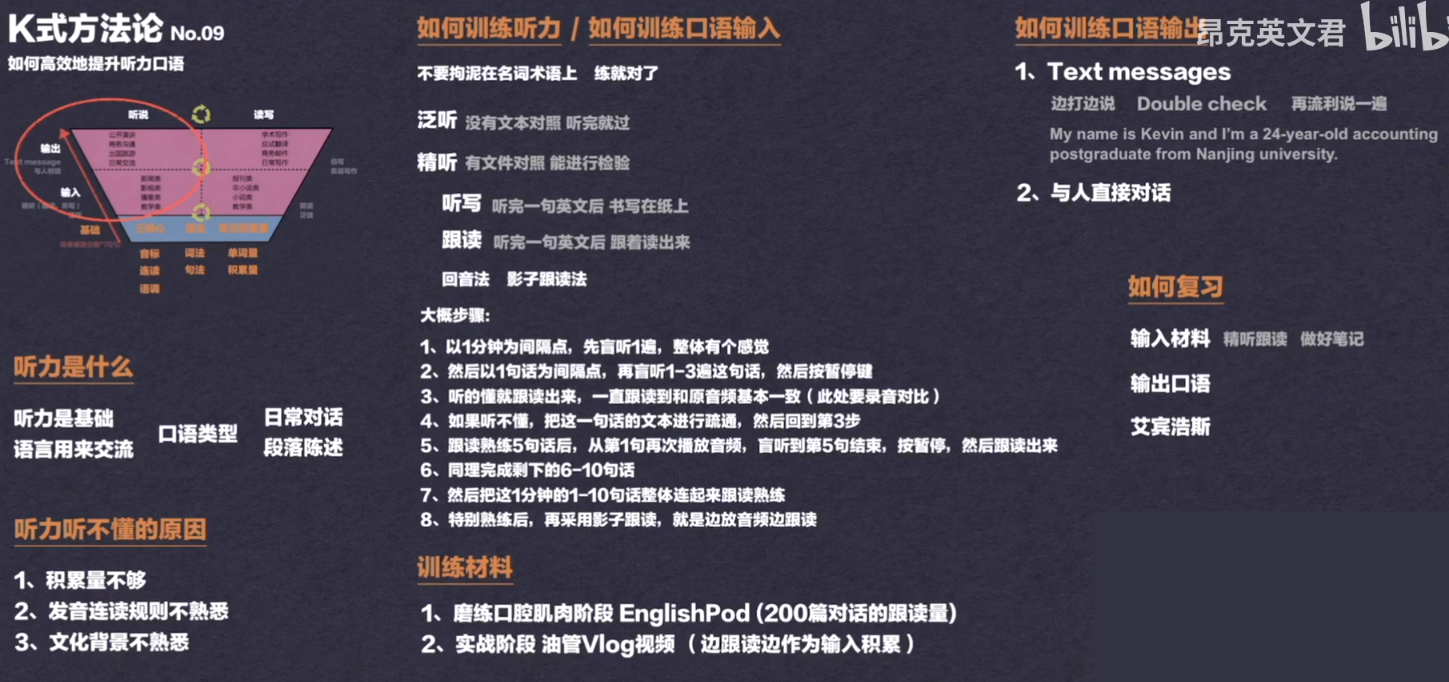 K式方法论 No.09
如何高效地提升听力口语
听说
读写
公开演讲
商务沟通
出国旅游
日常交流
学术写作
应试翻译
商务邮件
日常写作
输出
Text message
与人对话
输入
新闻类
影视类
播客类
教学类
报刊类
非小说类
小说类
教学类
基础
音标
连读
语调
词法
句法
单词量
积累量
听力是什么
听力是基础
语言用来交流
口语类型
日常对话
段落陈述
听力听不懂的原因
1、积累量不够
2、发音连读规则不熟悉
3、文化背景不熟悉
如何训练听力 / 如何训练口语输入
不要拘泥在名词术语上 练就对了
泛听 没有文本对照 听完就过
精听 有文件对照 能进行检验
听写 听完一句英文后 书写在纸上
跟读 听完一句英文后 跟着读出来
回音法 影子跟读法
大概步骤:
1、以1分钟为间隔点，先盲听1遍，整体有个感觉
2、然后以1句话为间隔点，再盲听1-3遍这句话，然后按暂停键
3、听的懂就跟读出来，一直跟读到和原音频基本一致（此处要录音对比）
4、如果听不懂，把这一句话的文本进行疏通，然后回到第3步
5、跟读熟练5句话后，从第1句再次播放音频，盲听到第5句结束，按暂停，然后跟读出来
6、同理完成剩下的6-10句话
7、然后把这1分钟的1-10句话整体连起来跟读熟练
8、特别熟练后，再采用影子跟读，就是边放音频边跟读
训练材料
1、磨练口腔肌肉阶段 EnglishPod (200篇对话的跟读量)
2、实战阶段 油管Vlog视频（边跟读边作为输入积累）
如何训练口语输出
昂克英文君 bilib
1、Text messages
边打边说 Double check 再流利说一遍
My name is Kevin and I'm a 24-year-old accounting
postgraduate from Nanjing university.
2、与人直接对话
如何复习
输入材料 精听跟读 做好笔记
输出口语
艾宾浩斯